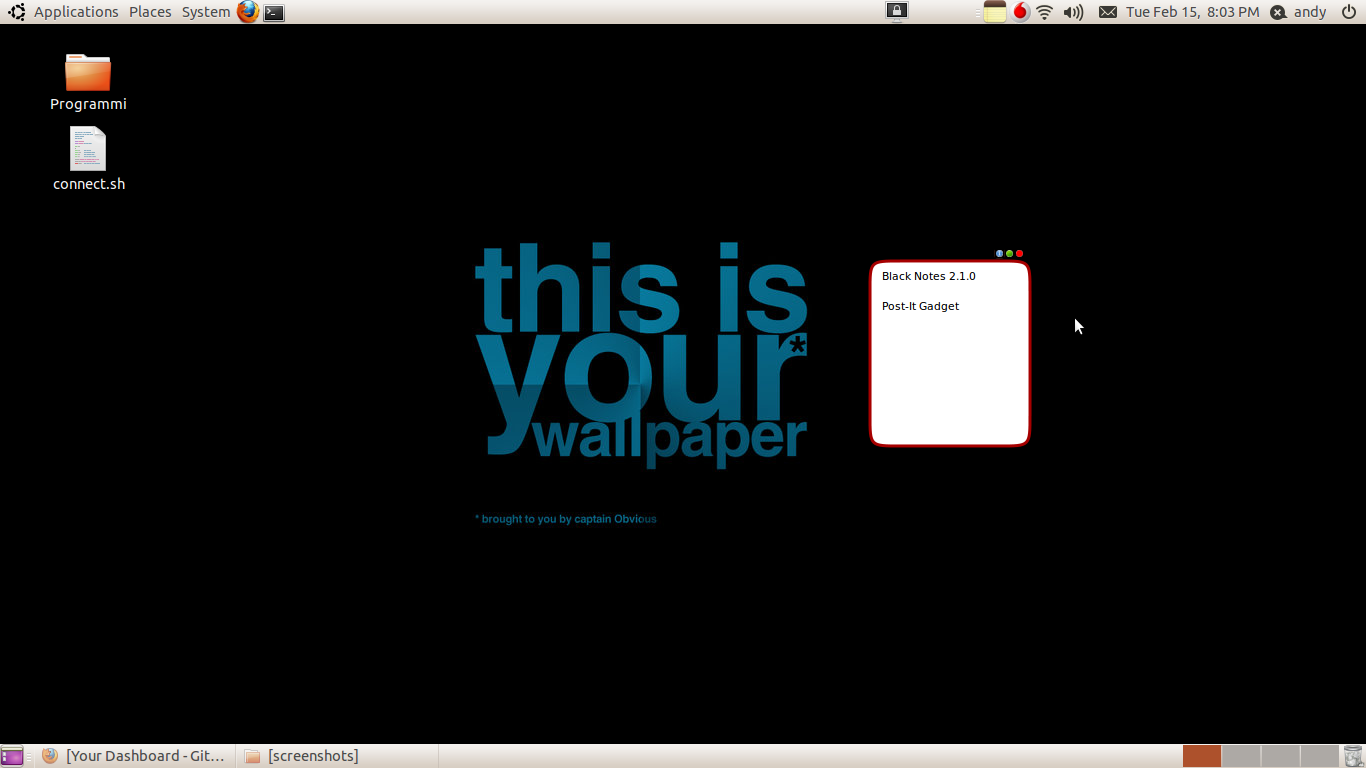 Applications Places System
Tue Feb 15, 8:03 PM
andy
Programmi
connect.sh
this is
your*
wallpaper
* brought to you by captain Obvious
Black Notes 2.1.0
Post-It Gadget
[Your Dashboard - Git...
[screenshots]